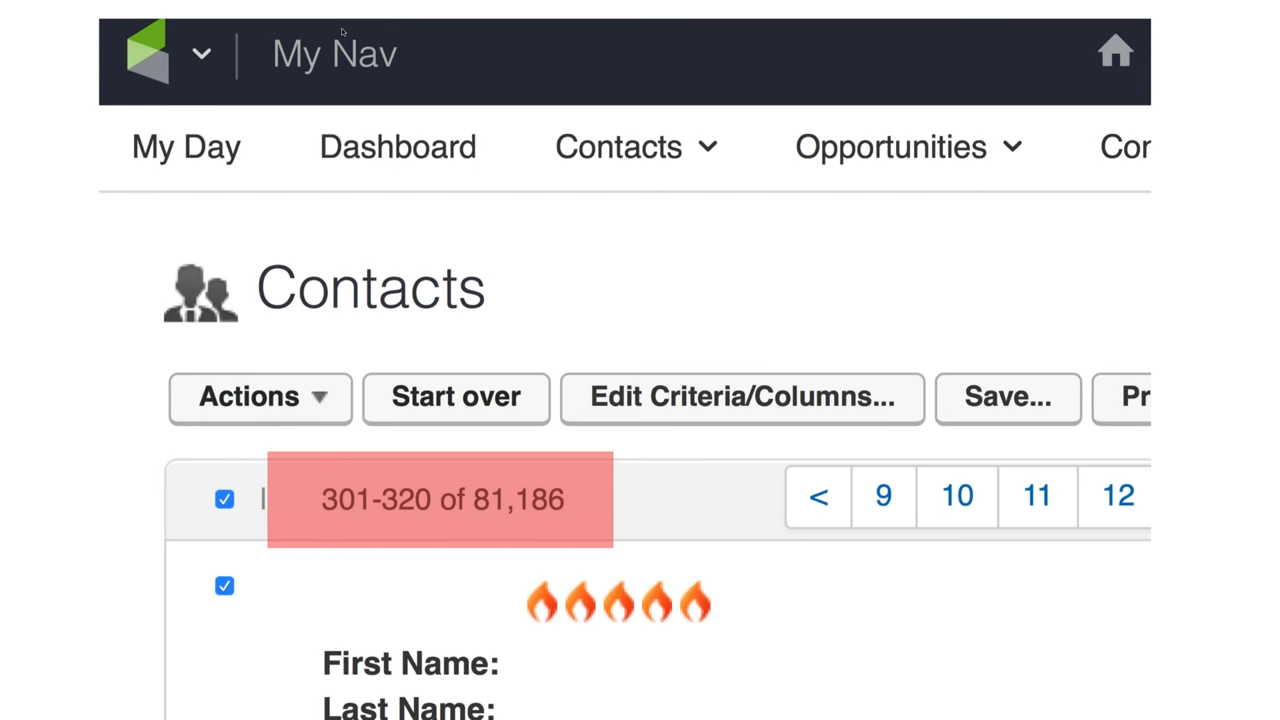 My Nav
My Day Dashboard Contacts Opportunities
Contacts
Actions Start over Edit Criteria/Columns... Save... Pr
301-320 of 81,186 < 9 10 11 12
First Name:
Last Name: